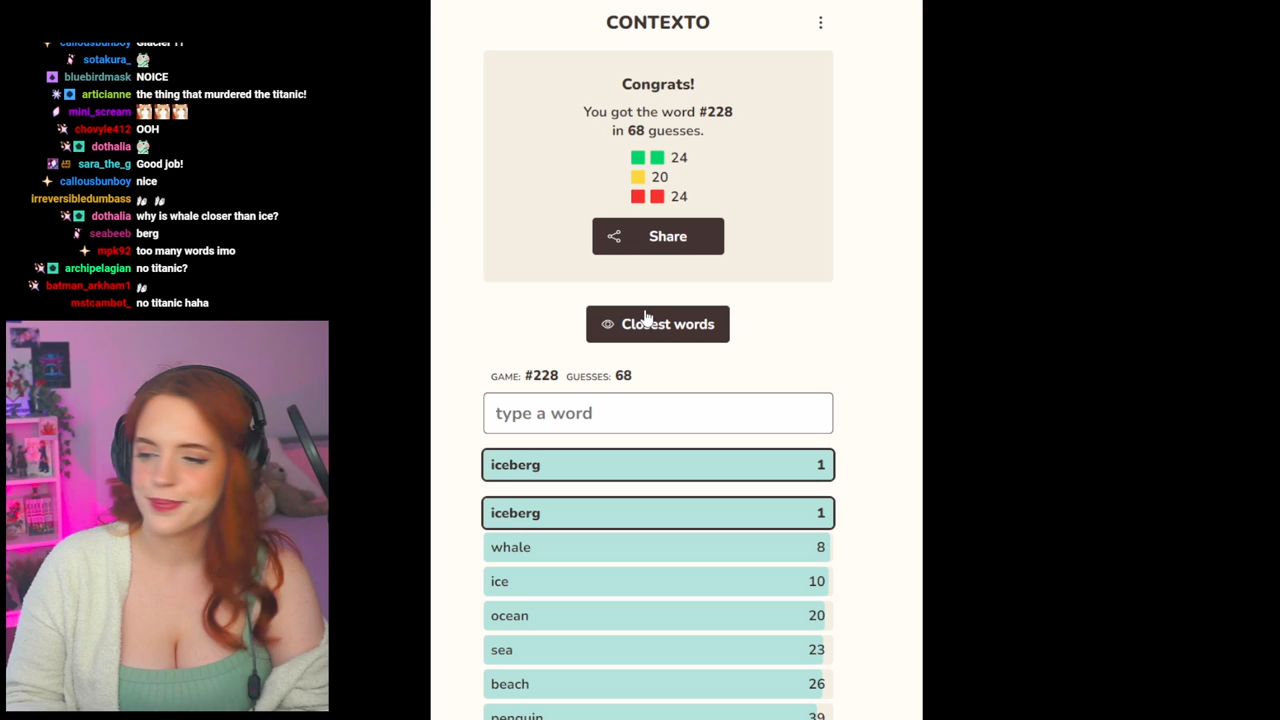 callousbunboy Glacier !!
sotakura_
bluebirdmask NOICE
articianne the thing that murdered the titanic!
mini_scream
chovyle412 OOH
dothalia
sara_the_g Good job!
callousbunboy nice
irreversibledumbass
dothalia why is whale closer than ice?
seabeeb berg
mpk92 too many words imo
archipelagian no titanic?
batman_arkham1
mstcambot_ no titanic haha
CONTEXTO
Congrats!
You got the word #228
in 68 guesses.
24
20
24
Share
Closest words
GAME: #228 GUESSES: 68
type a word
iceberg 1
iceberg 1
whale 8
ice 10
ocean 20
sea 23
beach 26
penguin 39